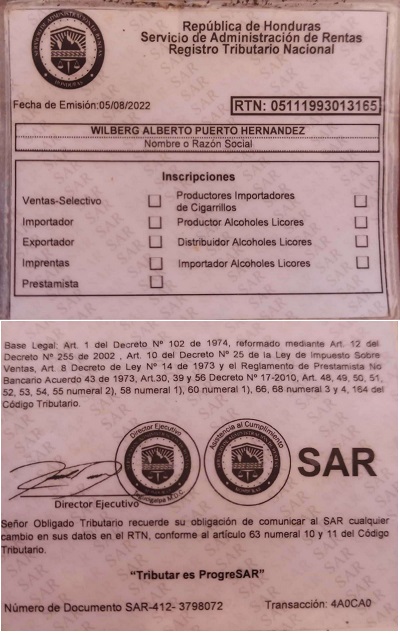 República de Honduras
Servicio de Administración de Rentas
Registro Tributario Nacional
Fecha de Emisión:05/08/2022
RTN: 05111993013165
WILBERG ALBERTO PUERTO HERNANDEZ
Nombre o Razón Social
Inscripciones
Ventas-Selectivo
Productores Importadores de Cigarrillos
Importador
Productor Alcoholes Licores
Exportador
Distribuidor Alcoholes Licores
Imprentas
Importador Alcoholes Licores
Prestamista
Base Legal: Art. 1 del Decreto Nº 102 de 1974, reformado mediante Art. 12 del
Decreto Nº 255 de 2002 , Art. 10 del Decreto Nº 25 de la Ley de Impuesto Sobre
Ventas, Art. 8 Decreto de Ley Nº 14 de 1973 y el Reglamento de Prestamista No
Bancario Acuerdo 43 de 1973, Art.30, 39 y 56 Decreto Nº 17-2010, Art. 48, 49, 50, 51,
52, 53, 54, 55 numeral 2), 58 numeral 1), 60 numeral 1), 66, 68 numeral 3 y 4, 164 del
Código Tributario.
Director Ejecutivo
Asistencia al Cumplimiento
SAR
Director Ejecutivo
Señor Obligado Tributario recuerde su obligación de comunicar al SAR cualquier
cambio en sus datos en el RTN, conforme al artículo 63 numeral 10 y 11 del Código
Tributario.
“Tributar es ProgreSAR”
Número de Documento SAR-412- 3798072
Transacción: 4A0CA0